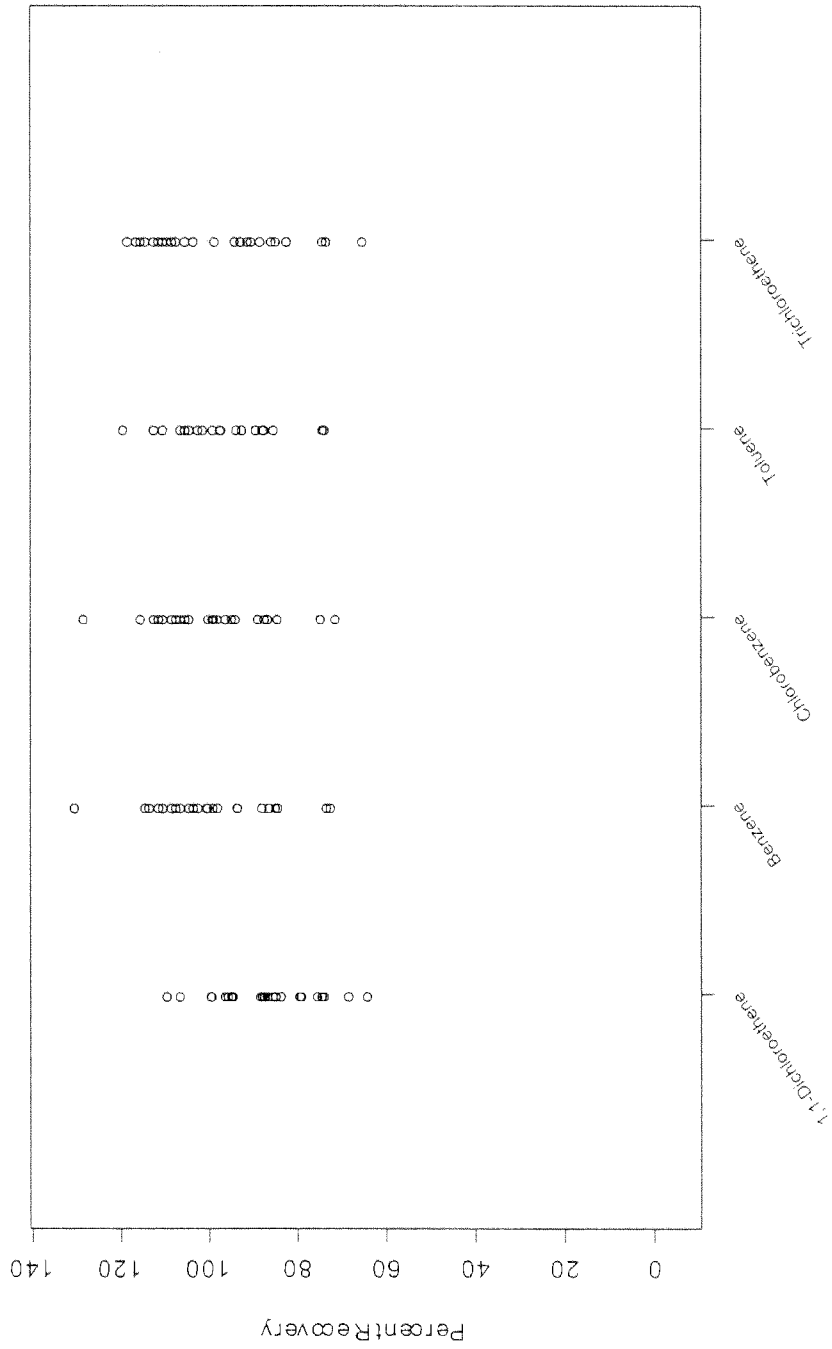 Percent Recovery
140
120
100
80
60
40
20
0
1,1-Dichloroethene
Benzene
Chlorobenzene
Toluene
Trichloroethene